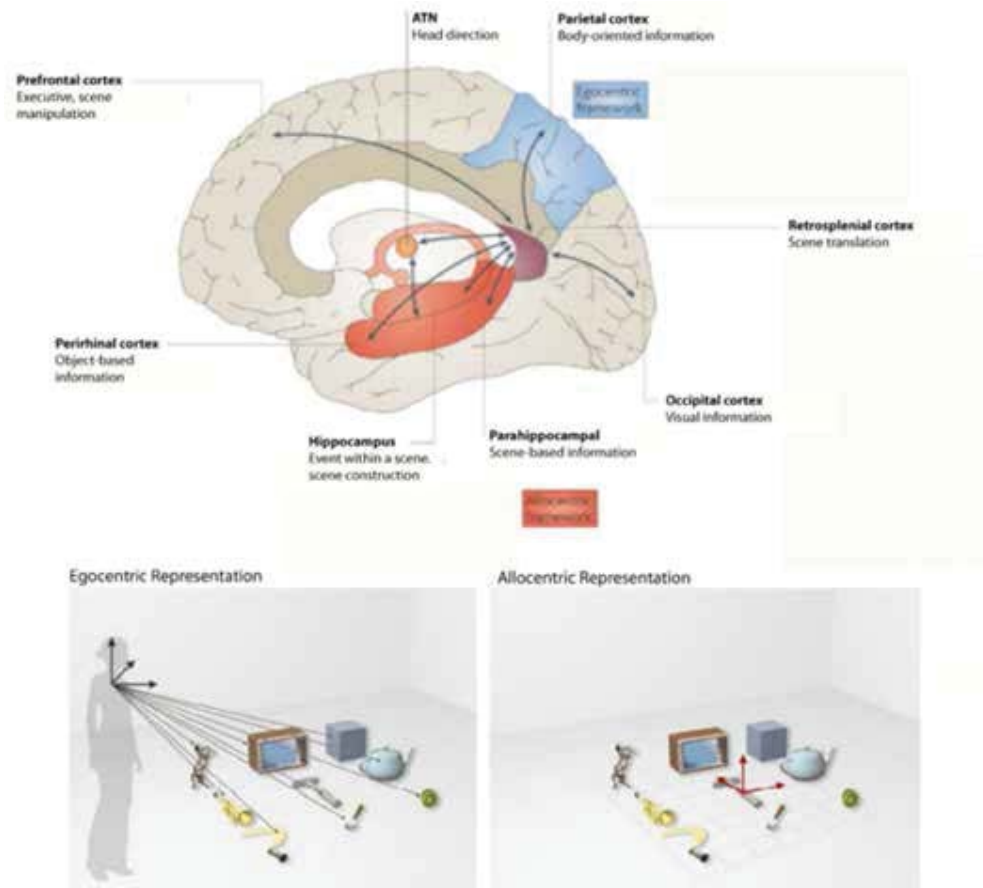 ATN
Head direction
Parietal cortex
Body-oriented information
Prefrontal cortex
Executive, scene
manipulation
Egocentric
framework
Retrosplenial cortex
Scene translation
Perirhinal cortex
Object-based
information
Occipital cortex
Visual information
Hippocampus
Event within a scene.
scene construction
Parahippocampal
Scene-based information
Allocentric
framework
Egocentric Representation
Allocentric Representation